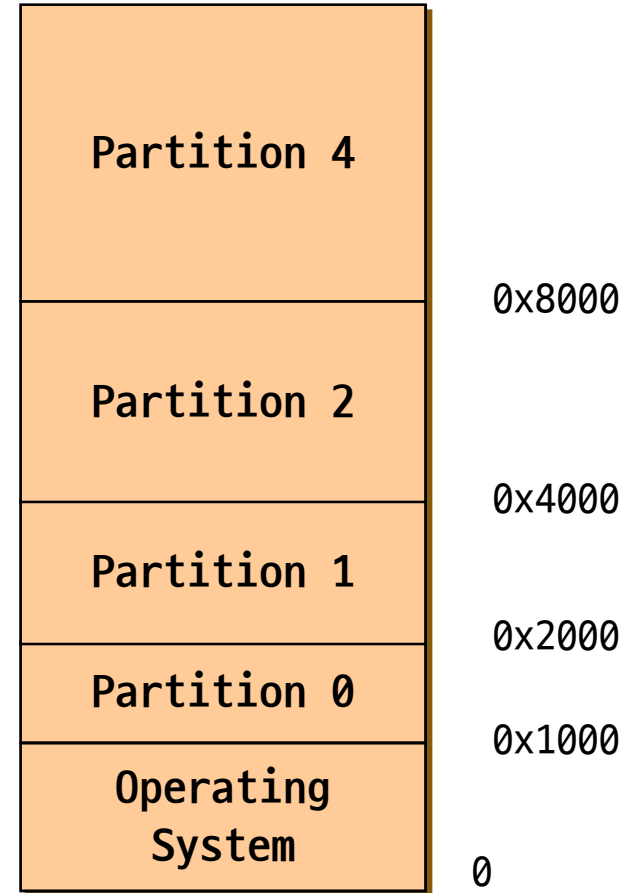 Partition 4
0x8000
Partition 2
0x4000
Partition 1
0x2000
Partition 0
0x1000
Operating
System
0